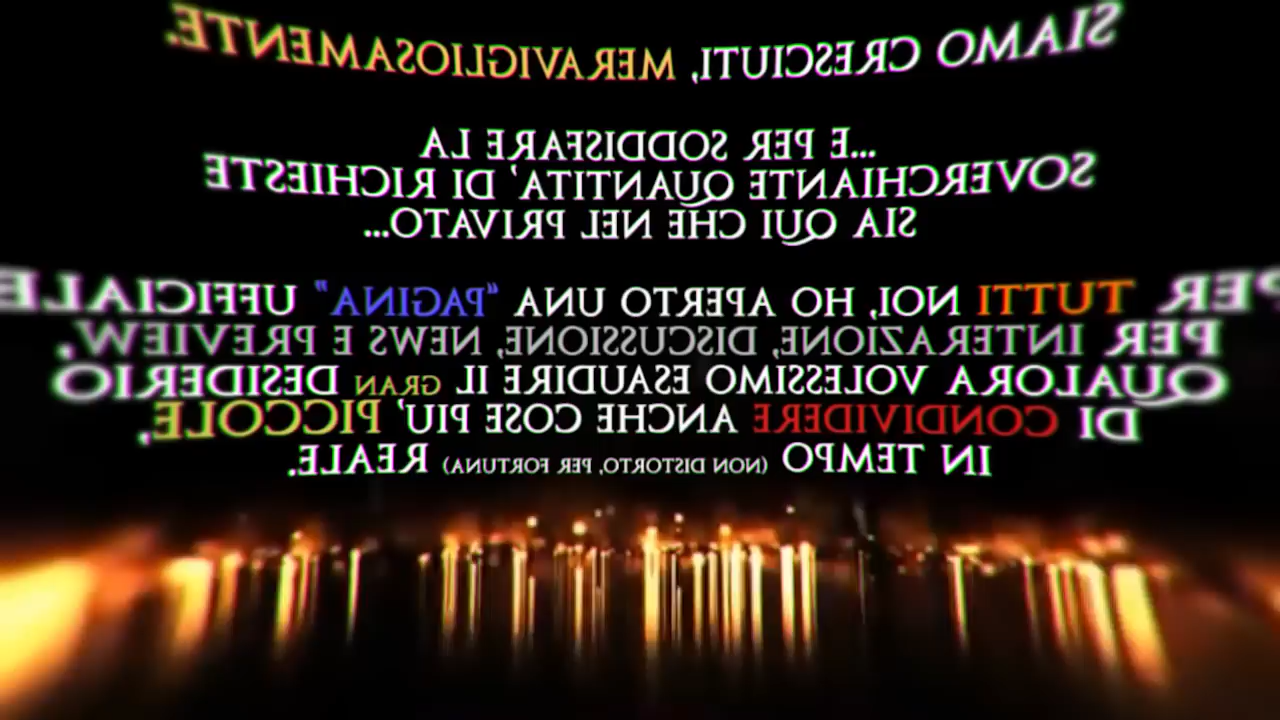 SIAMO CRESCIUTI, MERAVIGLIOSAMENTE.
...E PER SODDISFARE LA
SOVERCHIANTE QUANTITA' DI RICHIESTE
SIA QUI CHE NEL PRIVATO...
PER TUTTI NOI, HO APERTO UNA "PAGINA" UFFICIALE
PER INTERAZIONE, DISCUSSIONE, NEWS E PREVIEW,
QUALORA VOLESSIMO ESAUDIRE IL GRAN DESIDERIO
DI CONDIVIDERE ANCHE COSE PIU' PICCOLE,
IN TEMPO (NON DISTORTO, PER FORTUNA) REALE.